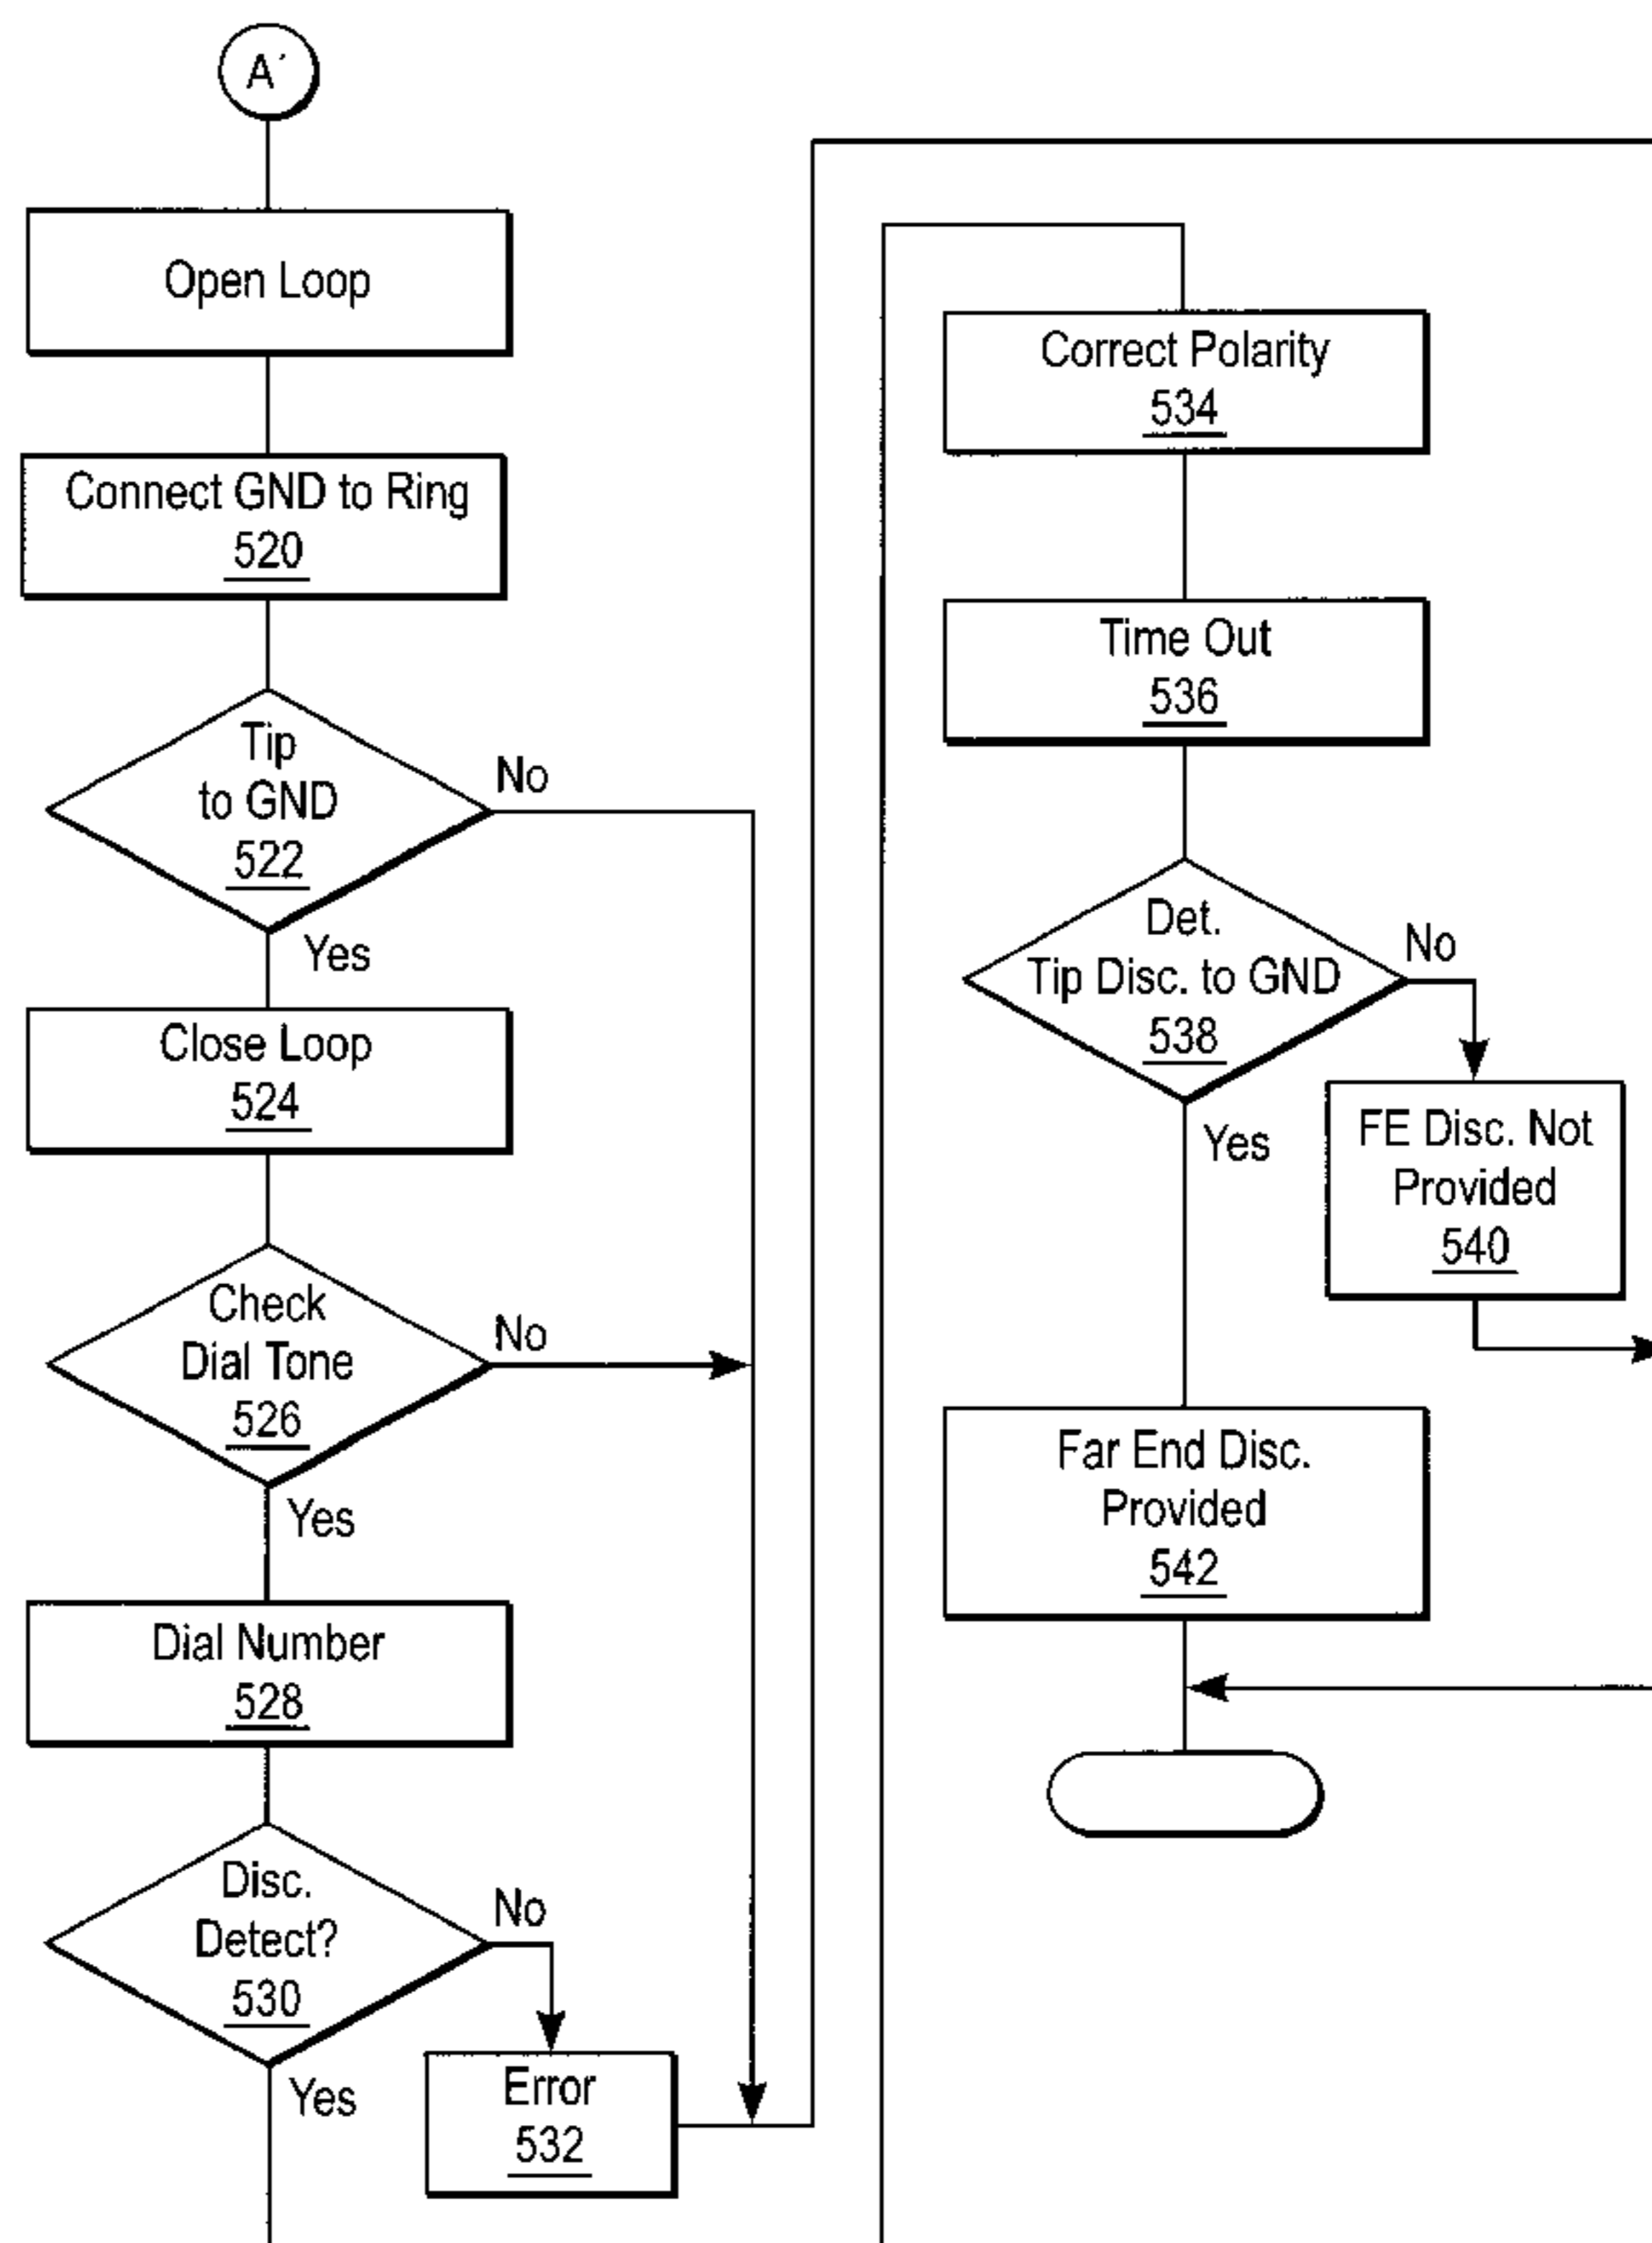 A´
Open Loop
Connect GND to Ring
520
Tip
to GND
522
No
Yes
Close Loop
524
Check
Dial Tone
526
No
Yes
Dial Number
528
Disc.
Detect?
530
No
Yes
Error
532
Correct Polarity
534
Time Out
536
Det.
Tip Disc. to GND
538
No
Yes
FE Disc. Not
Provided
540
Far End Disc.
Provided
542